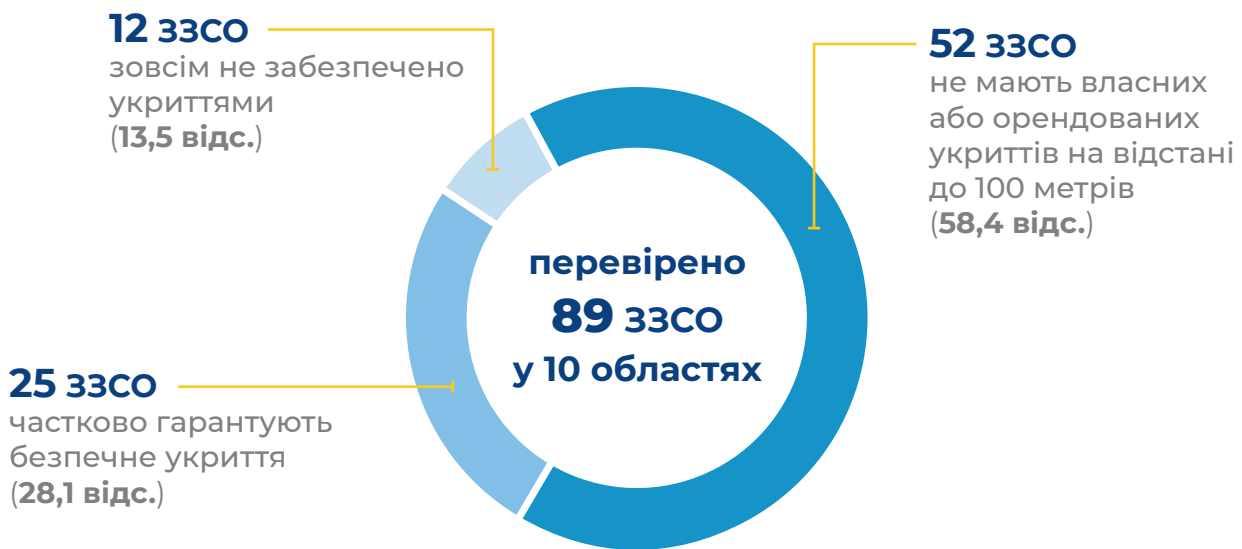 12 ЗЗСО
зовсім не забезпечено
укриттями
(13,5 відс.)
52 ЗЗСО
не мають власних
або орендованих
укриттів на відстані
до 100 метрів
(58,4 відс.)
перевірено
89 ЗЗСО
у 10 областях
25 ЗЗСО
частково гарантують
безпечне укриття
(28,1 відс.)